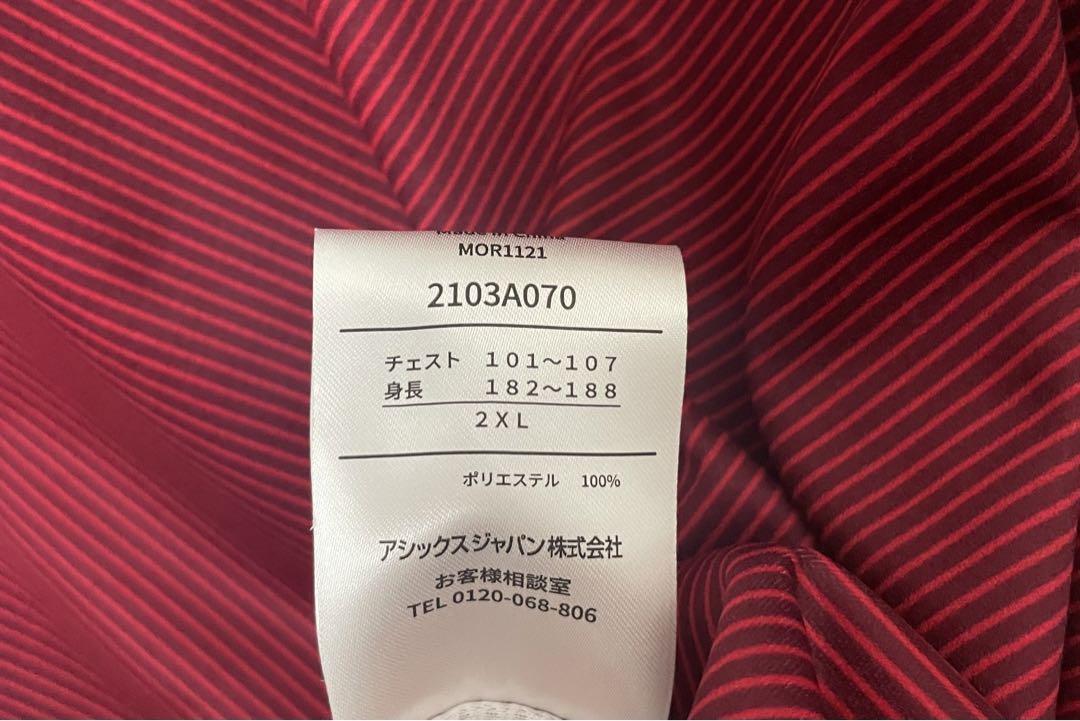 MOR1121
2103A070
チェスト 101〜107
身長 182〜188
2XL
ポリエステル 100%
アシックスジャパン株式会社
お客様相談室
TEL 0120-068-806